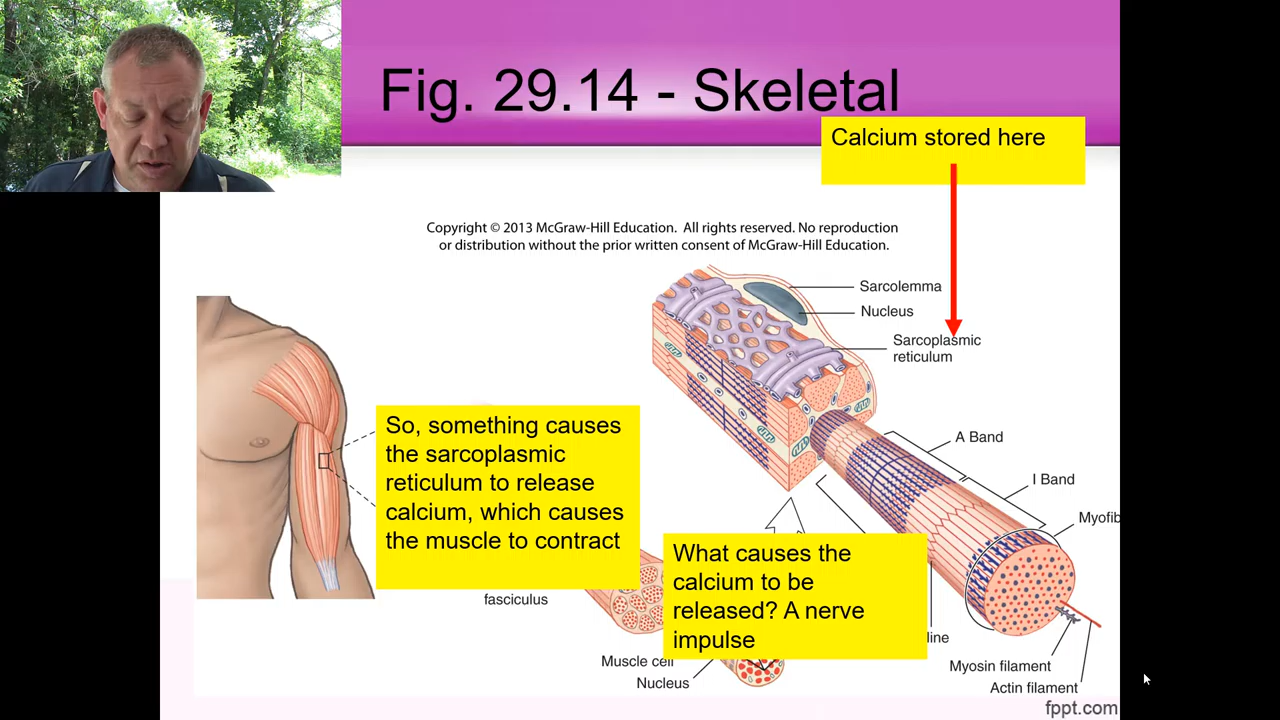 Fig. 29.14 - Skeletal
Calcium stored here
Copyright © 2013 McGraw-Hill Education. All rights reserved. No reproduction
or distribution without the prior written consent of McGraw-Hill Education.
Sarcolemma
Nucleus
Sarcoplasmic
reticulum
So, something causes
the sarcoplasmic
reticulum to release
calcium, which causes
the muscle to contract
A Band
I Band
Myofib
What causes the
calcium to be
released? A nerve
impulse
fasciculus
line
Muscle cell
Nucleus
Myosin filament
Actin filament
fppt.com